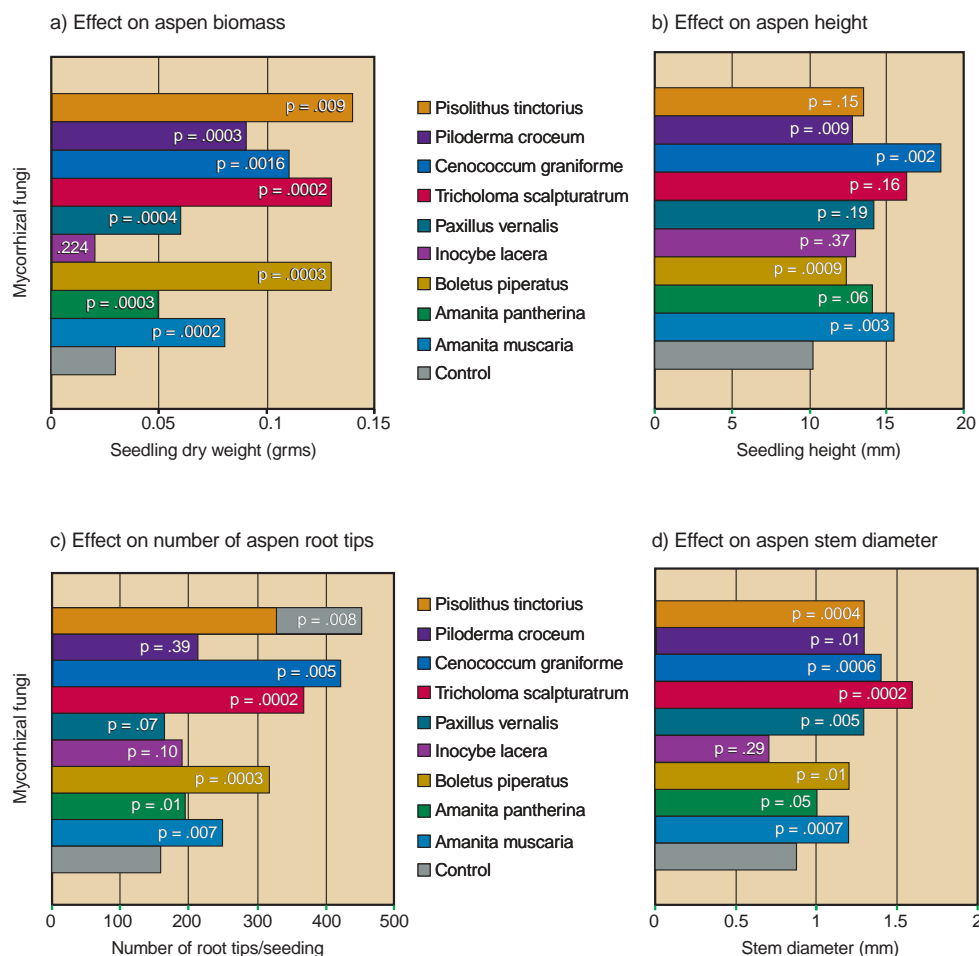 a) Effect on aspen biomass
Mycorrhizal fungi
p = .009
p = .0003
p = .0016
p = .0002
p = .0004
.224
p = .0003
p = .0003
p = .0002
0
0.05
0.1
0.15
Seedling dry weight (grms)
Pisolithus tinctorius
Piloderma croceum
Cenococcum graniforme
Tricholoma scalpturatrum
Paxillus vernalis
Inocybe lacera
Boletus piperatus
Amanita pantherina
Amanita muscaria
Control
b) Effect on aspen height
p = .15
p = .009
p = .002
p = .16
p = .19
p = .37
p = .0009
p = .06
p = .003
0
5
10
15
20
Seedling height (mm)
c) Effect on number of aspen root tips
Mycorrhizal fungi
p = .008
p = .39
p = .005
p = .0002
p = .07
p = .10
p = .0003
p = .01
p = .007
0
100
200
300
400
500
Number of root tips/seeding
Pisolithus tinctorius
Piloderma croceum
Cenococcum graniforme
Tricholoma scalpturatrum
Paxillus vernalis
Inocybe lacera
Boletus piperatus
Amanita pantherina
Amanita muscaria
Control
d) Effect on aspen stem diameter
p = .0004
p = .01
p = .0006
p = .0002
p = .005
p = .29
p = .01
p = .05
p = .0007
0
0.5
1
1.5
2
Stem diameter (mm)